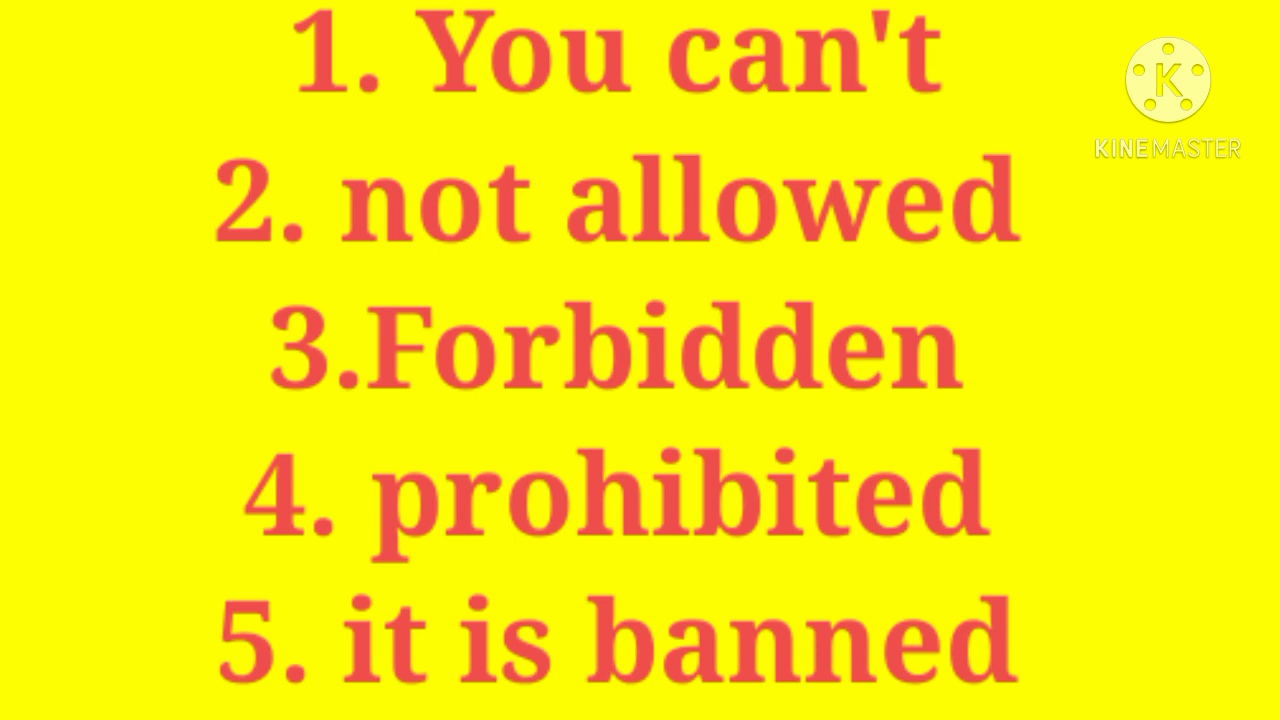 1. You can't
K
KINEMASTER
2. not allowed
3.Forbidden
4. prohibited
5. it is banned